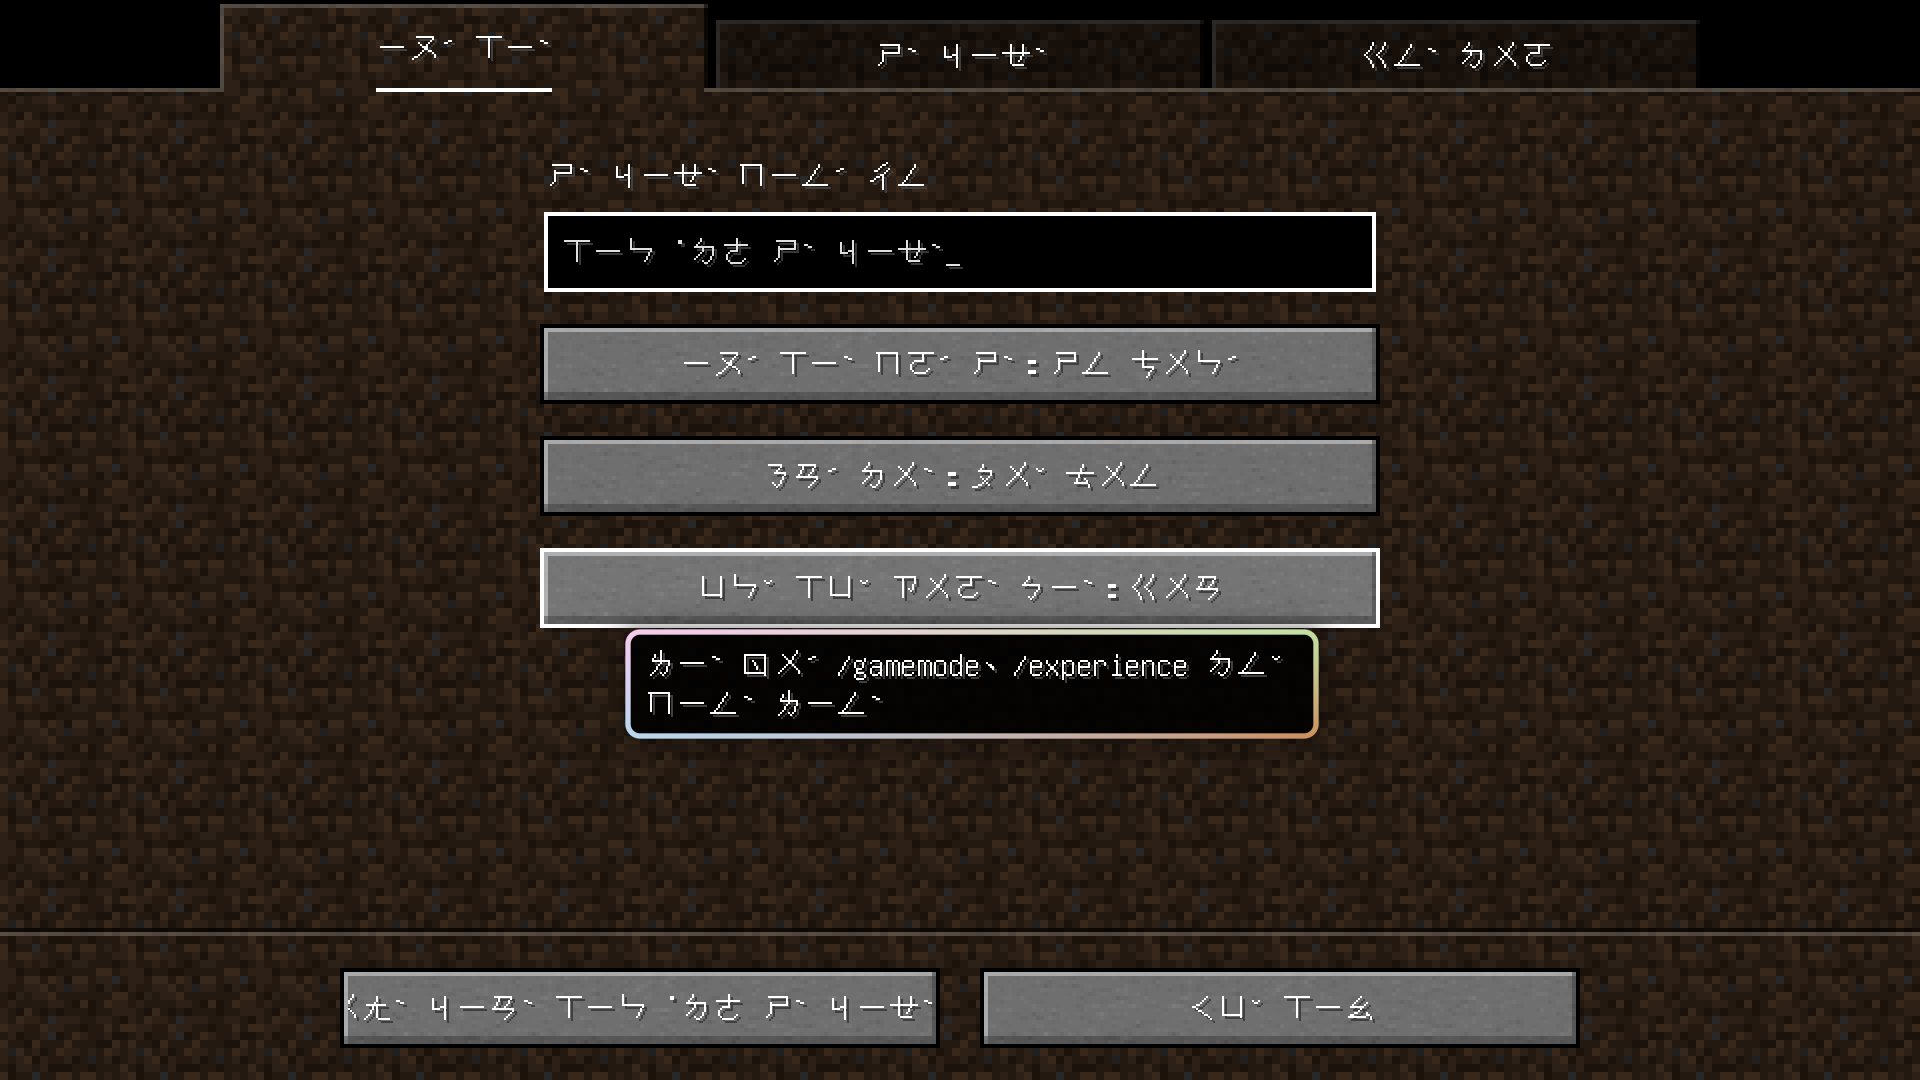 ㄧㄡˊ ㄒㄧˋ
ㄕˋ ㄐㄧㄝˋ
ㄍㄥˋ ㄉㄨㄛ
ㄕˋ ㄐㄧㄝˋ ㄇㄧㄥˊ ㄔㄥ
ㄒㄧㄣ ˙ㄉㄜ ㄕˋ ㄐㄧㄝˋ_
ㄧㄡˊ ㄒㄧˋ ㄇㄛˊ ㄕˋ：ㄕㄥ ㄘㄨㄣˊ
ㄋㄢˊ ㄉㄨˋ：ㄆㄨˇ ㄊㄨㄥ
ㄩㄣˇ ㄒㄩˇ ㄗㄨㄛˋ ㄅㄧˋ：ㄍㄨㄢ
ㄌㄧˋ ㄖㄨˊ /gamemode、/experience ㄉㄥˇ
ㄇㄧㄥˋ ㄌㄧㄥˋ
ㄨㄤˋ ㄐㄧㄢˋ ㄒㄧㄣ ˙ㄉㄜ ㄕˋ ㄐㄧㄝˋ
ㄑㄩˇ ㄒㄧㄠ